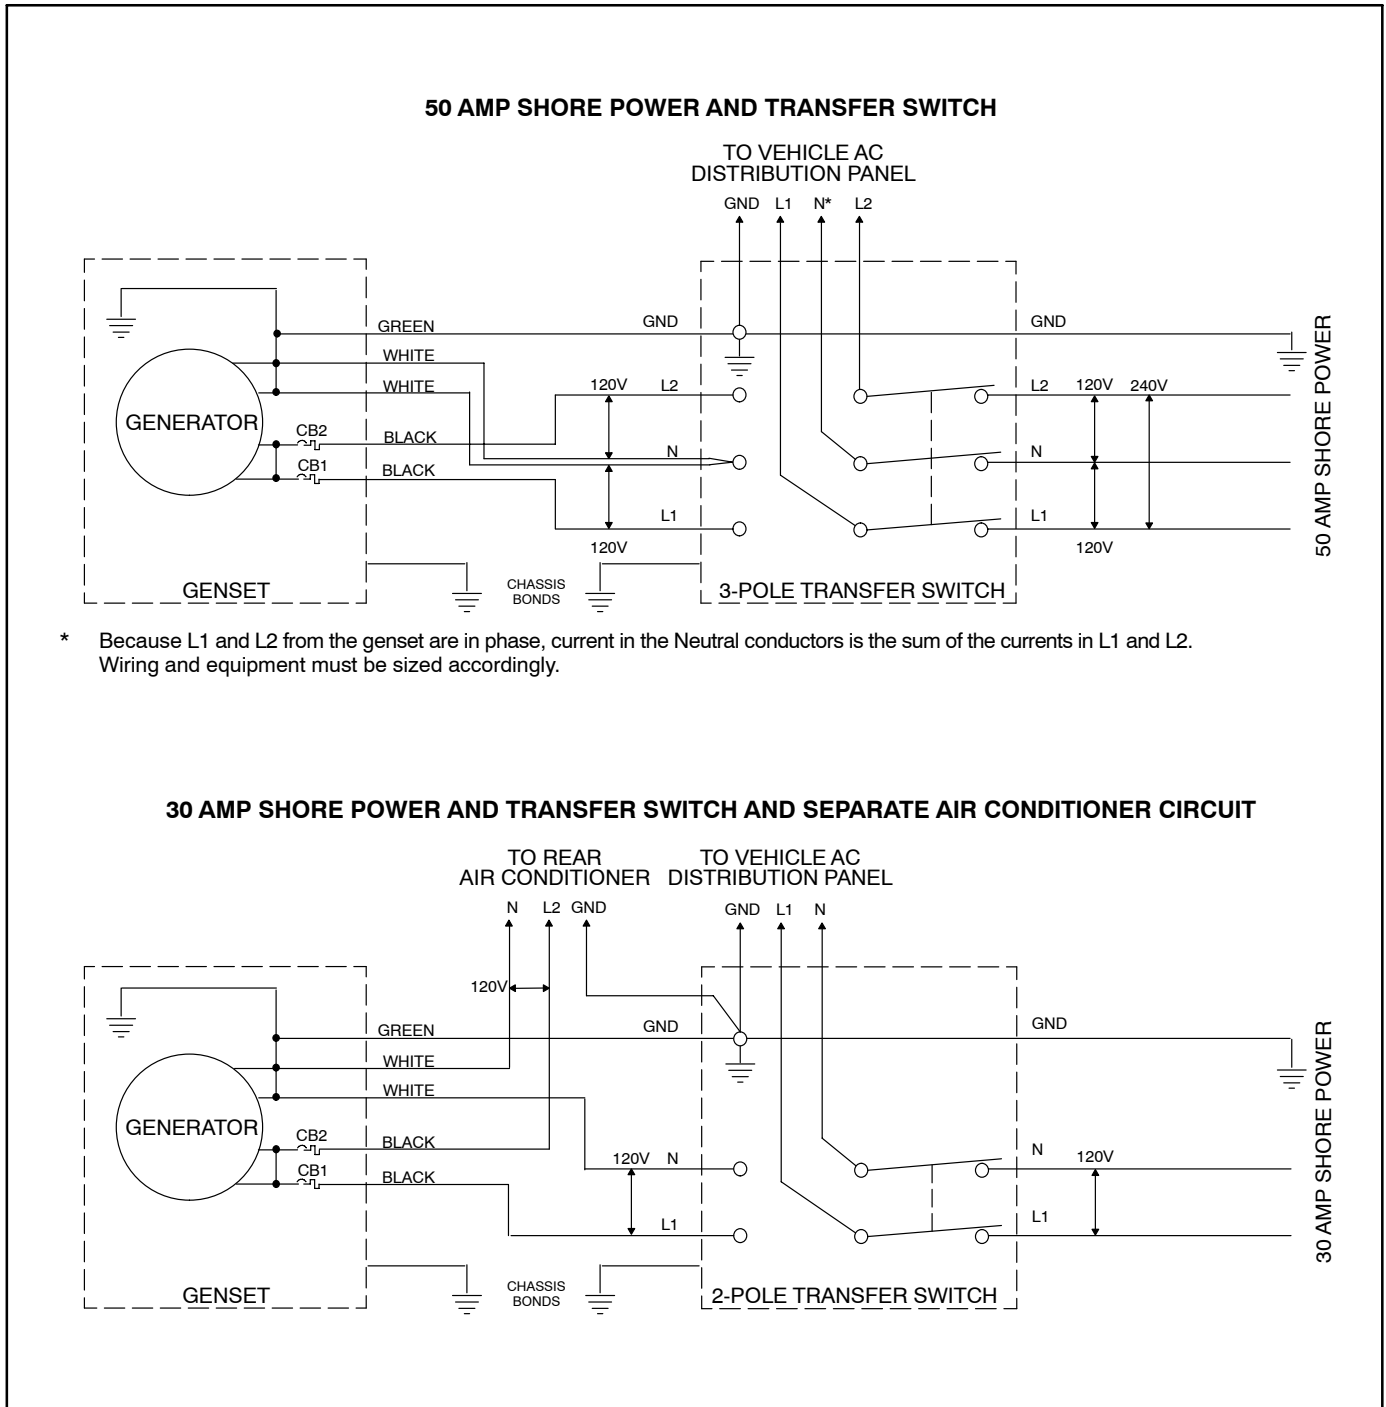 50 AMP SHORE POWER AND TRANSFER SWITCH
TO VEHICLE AC
DISTRIBUTION PANEL
GND L1 N* L2
GREEN GND GND
WHITE
WHITE 120V L2 L2 120V 240V
GENERATOR
CB2 BLACK
N N
CB1 BLACK
L1 L1
120V 120V
50 AMP SHORE POWER
GENSET
CHASSIS
BONDS
3-POLE TRANSFER SWITCH
* Because L1 and L2 from the genset are in phase, current in the Neutral conductors is the sum of the currents in L1 and L2.
Wiring and equipment must be sized accordingly.
30 AMP SHORE POWER AND TRANSFER SWITCH AND SEPARATE AIR CONDITIONER CIRCUIT
TO REAR
AIR CONDITIONER
TO VEHICLE AC
DISTRIBUTION PANEL
N L2 GND GND L1 N
120V
GREEN GND GND
WHITE
WHITE
GENERATOR
CB2 BLACK
120V N N 120V
CB1 BLACK
L1 L1
30 AMP SHORE POWER
GENSET
CHASSIS
BONDS
2-POLE TRANSFER SWITCH